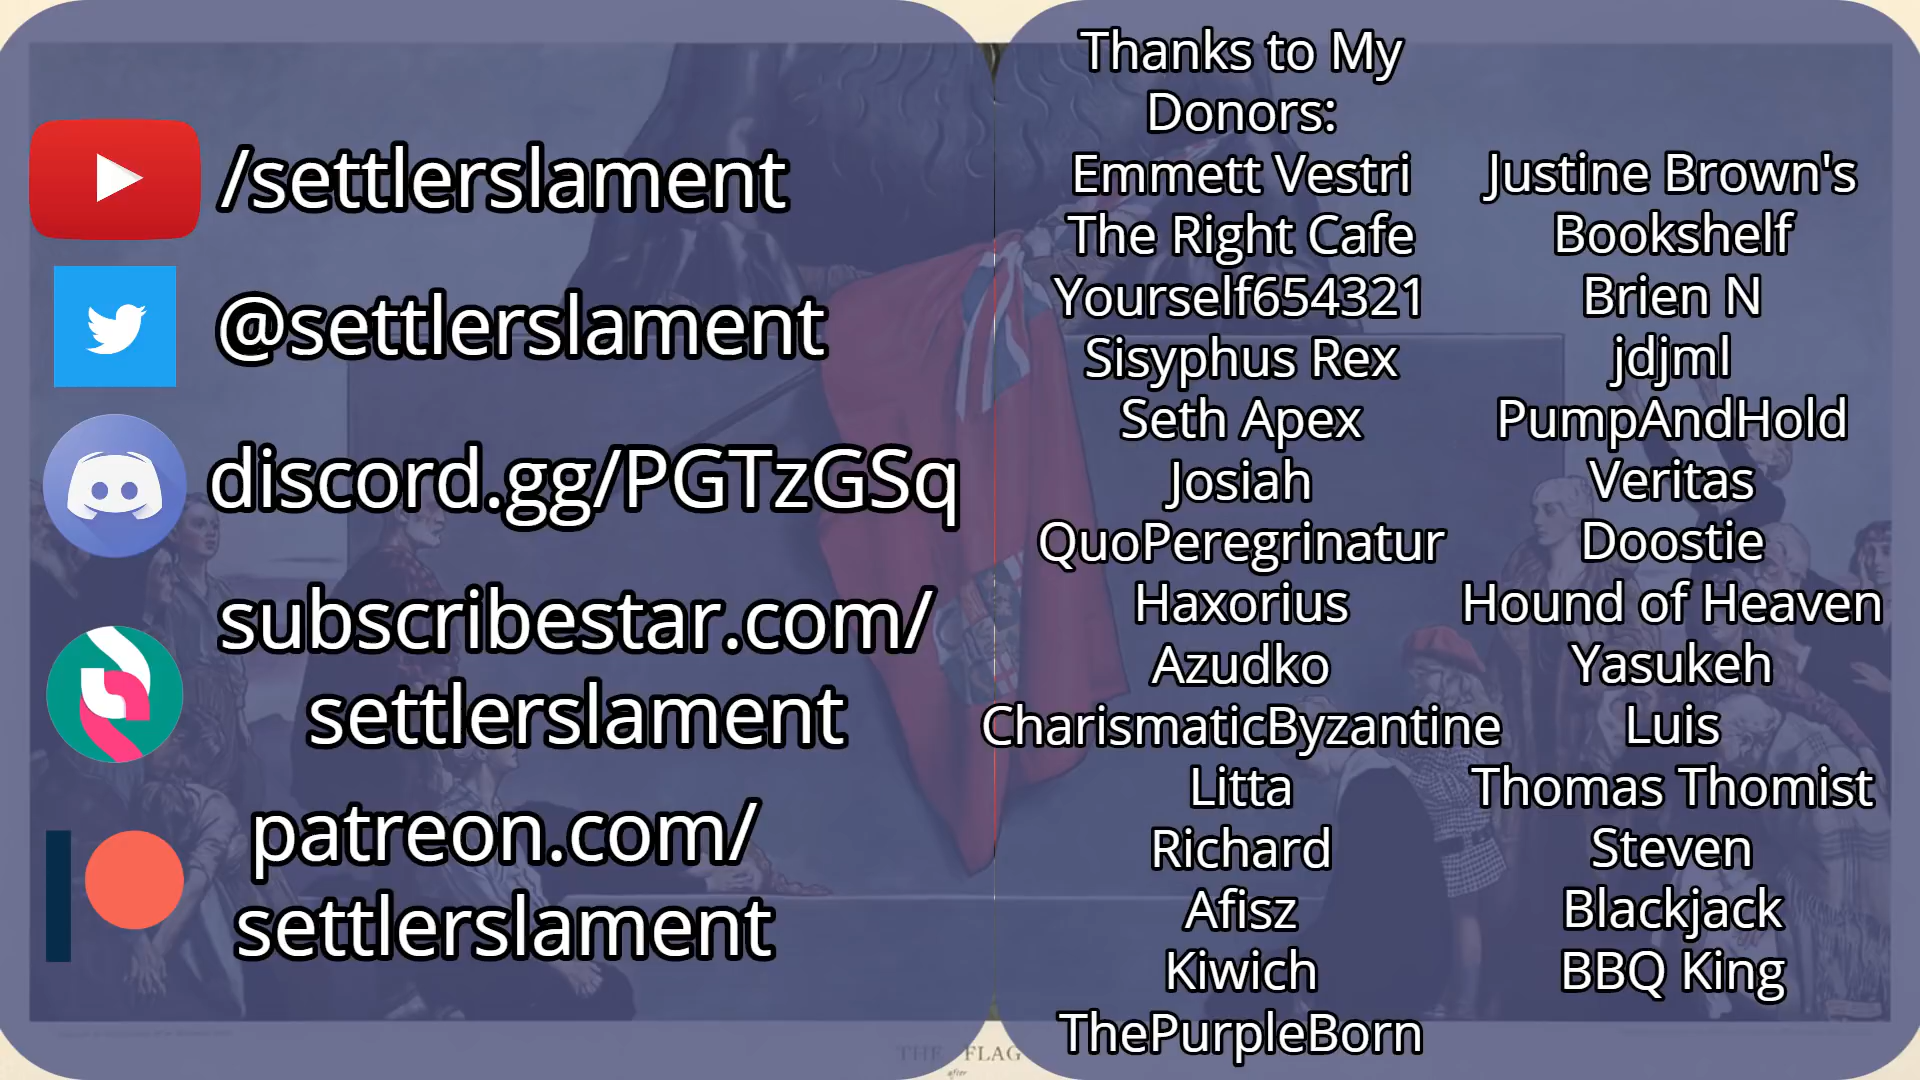 /settlerslament
@settlerslament
discord.gg/PGTzGSq
subscribestar.com/
settlerslament
patreon.com/
settlerslament
Thanks to My
Donors:
Emmett Vestri
The Right Cafe
Yourself654321
Sisyphus Rex
Seth Apex
Josiah
QuoPeregrinatur
Haxorius
Azudko
CharismaticByzantine
Litta
Richard
Afisz
Kiwich
ThePurpleBorn
Justine Brown's
Bookshelf
Brien N
jdjml
PumpAndHold
Veritas
Doostie
Hound of Heaven
Yasukeh
Luis
Thomas Thomist
Steven
Blackjack
BBQ King
THE FLAG
after